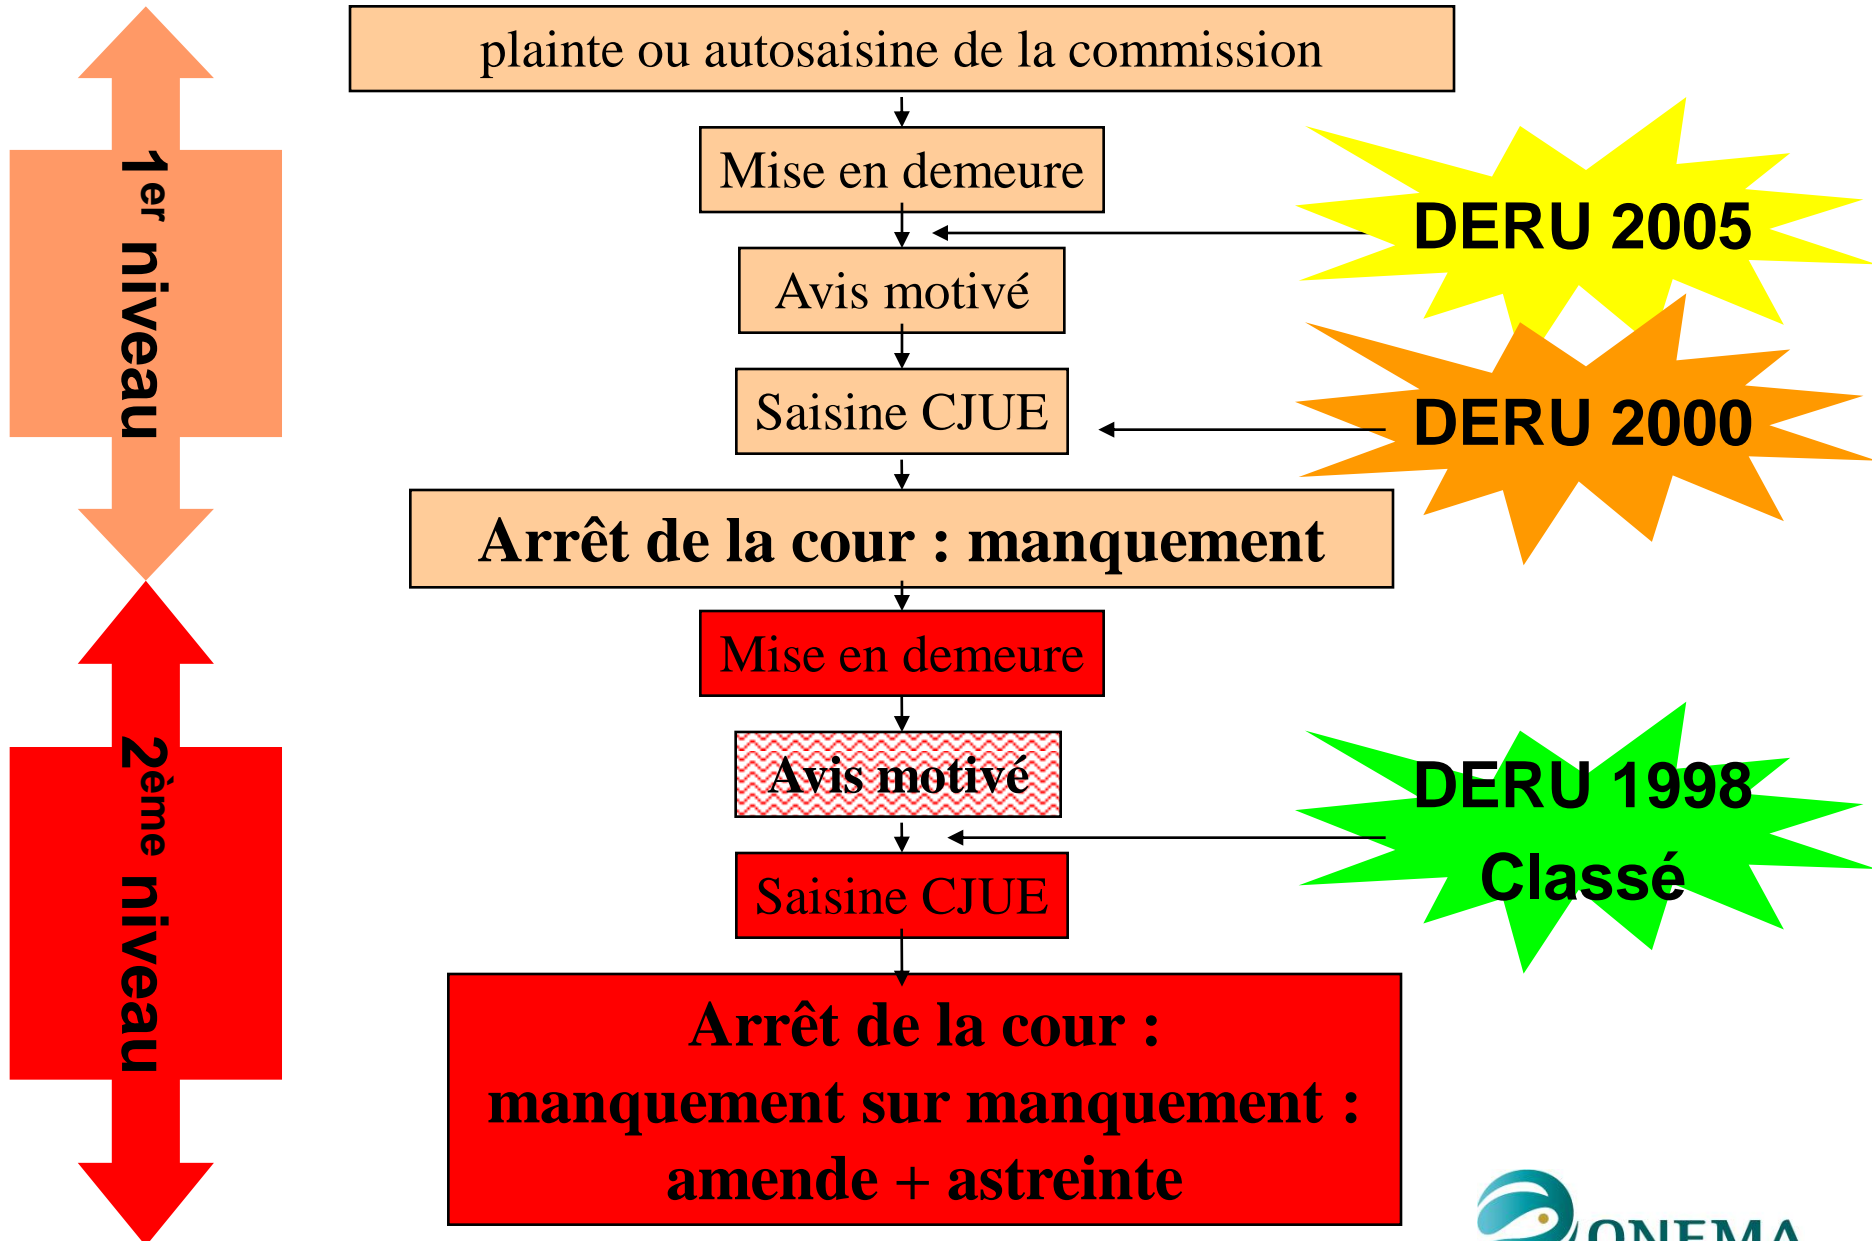 plainte ou autosaisine de la commission
1er niveau
Mise en demeure
DERU 2005
Avis motivé
Saisine CJUE
DERU 2000
Arrêt de la cour : manquement
2ème niveau
Mise en demeure
Avis motivé
DERU 1998
Classé
Saisine CJUE
Arrêt de la cour :
manquement sur manquement :
amende + astreinte
ONEMA